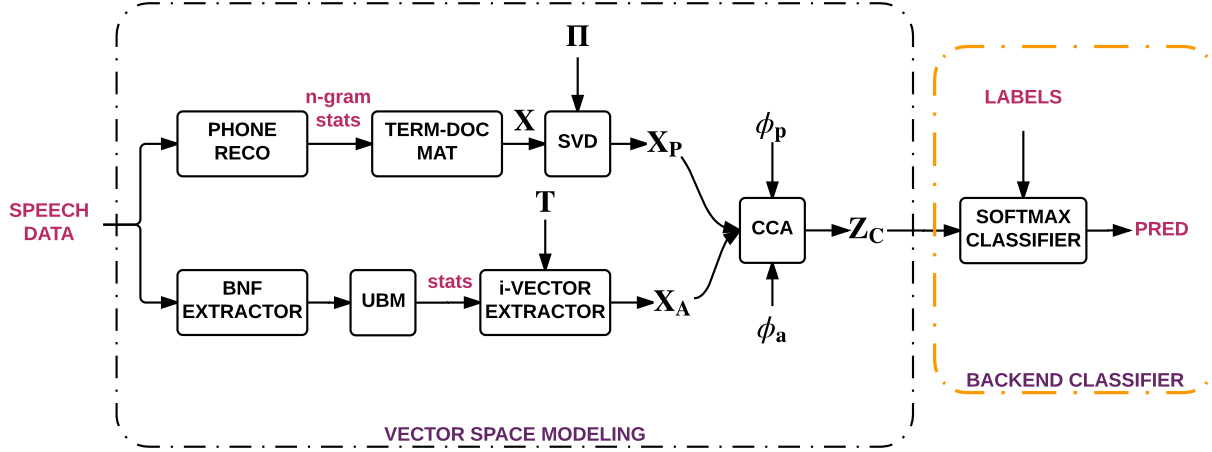 Π
n-gram
stats
PHONE
RECO
TERM-DOC
MAT
X
SVD
X_P
LABELS
ϕ_p
SPEECH
DATA
T
CCA
Z_C
SOFTMAX
CLASSIFIER
PRED
BNF
EXTRACTOR
UBM
stats
i-VECTOR
EXTRACTOR
X_A
ϕ_a
BACKEND CLASSIFIER
VECTOR SPACE MODELING